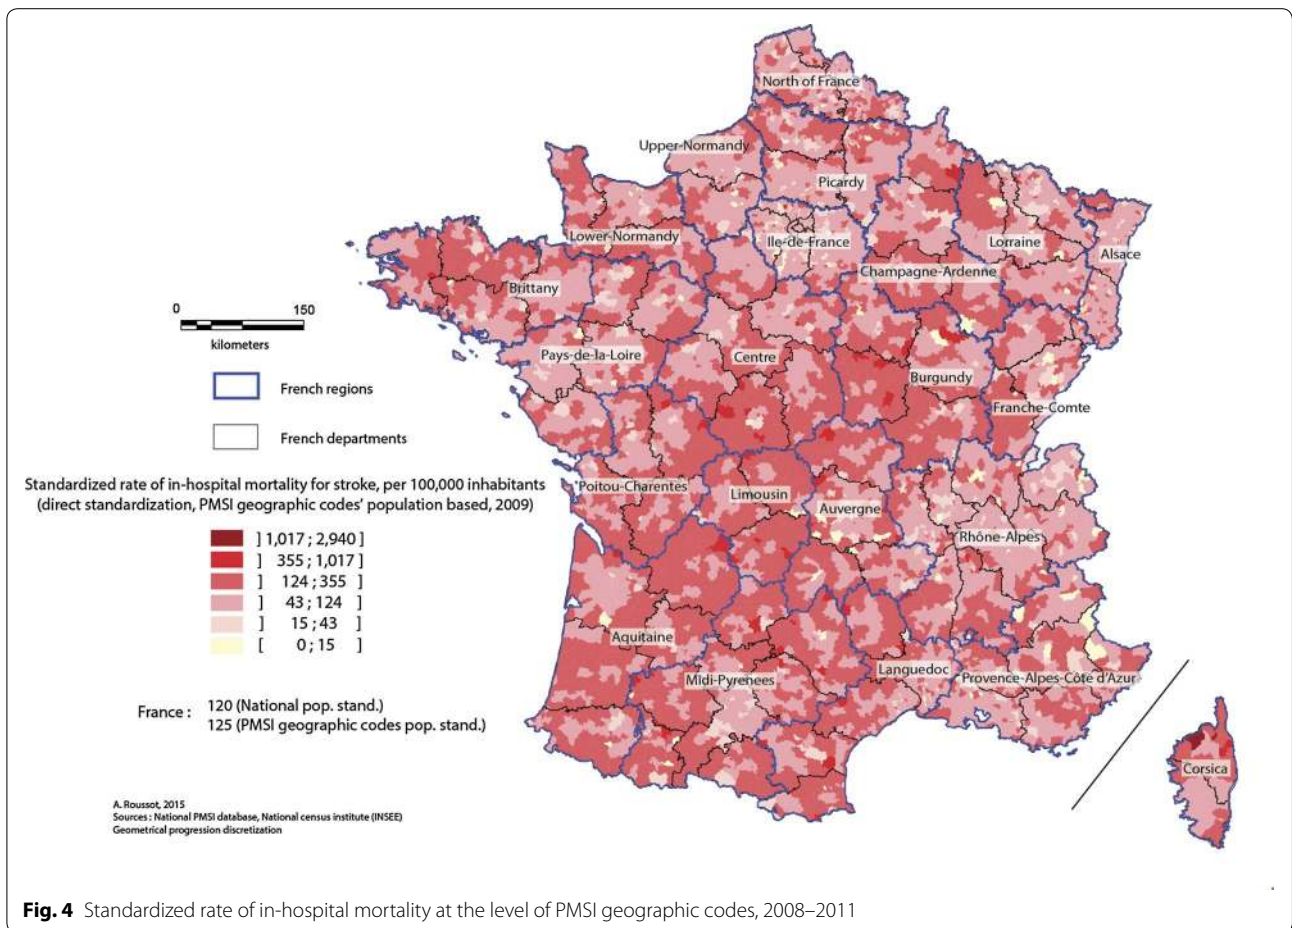 North of France
Upper-Normandy
Picardy
Lower-Normandy
Ile-de-France
Lorraine
Alsace
Champagne-Ardenne
Brittany
0 150
kilometers
Pays-de-la-Loire
Centre
Burgundy
French regions
Franche-Comte
French departments
Standardized rate of in-hospital mortality for stroke, per 100,000 inhabitants
(direct standardization, PMSI geographic codes' population based, 2009)
Poitou-Charentes
Limousin
Auvergne
Rhône-Alpes
] 1,017 ; 2,940 ]
] 355 ; 1,017 ]
] 124 ; 355 ]
] 43 ; 124 ]
] 15 ; 43 ]
[ 0 ; 15 ]
Aquitaine
Midi-Pyrenees
Languedoc
Provence-Alpes-Côte d'Azur
France : 120 (National pop. stand.)
125 (PMSI geographic codes pop. stand.)
Corsica
A. Roussot, 2015
Sources : National PMSI database, National census institute (INSEE)
Geometrical progression discretization
Fig. 4 Standardized rate of in-hospital mortality at the level of PMSI geographic codes, 2008–2011